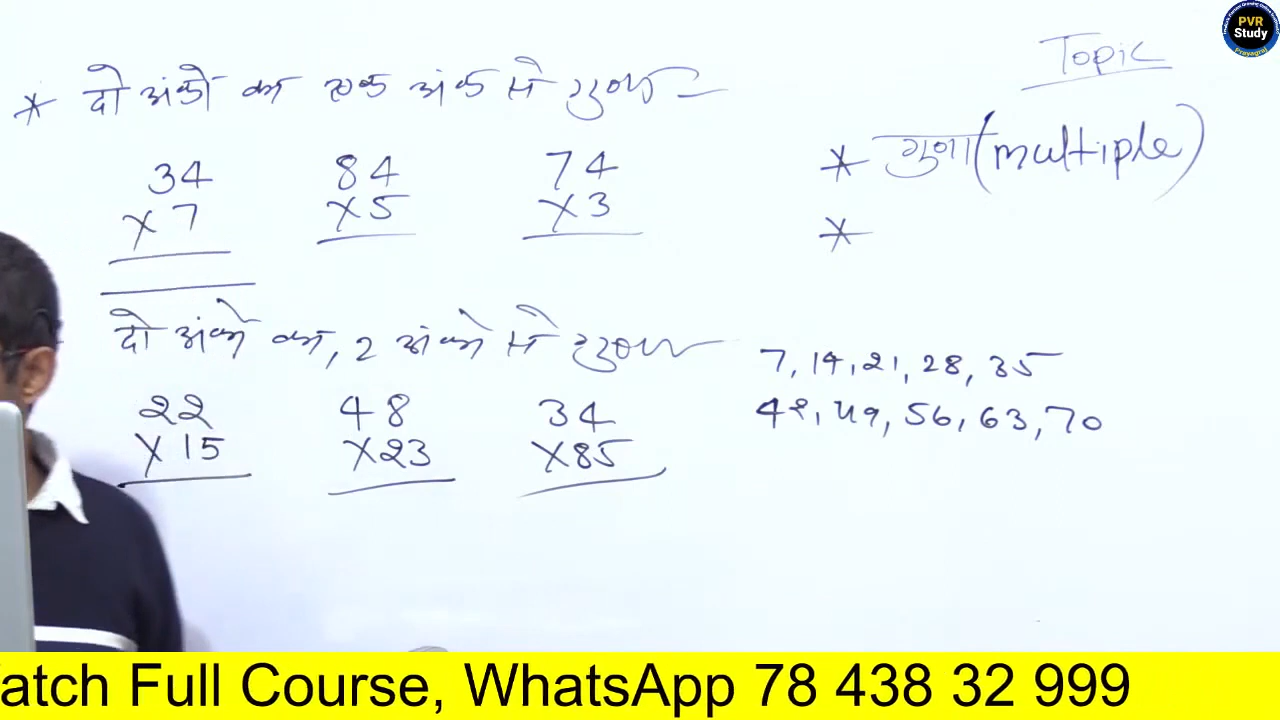 PVR
Study
Prayagraj
Topic
* गुणा (multiple)
*
* दो अंको का एक अंक से गुणा
34
×7
84
×5
74
×3
दो अंको का, 2 अंको से गुणा
22
×15
48
×23
34
×85
7, 14, 21, 28, 35
42, 49, 56, 63, 70
atch Full Course, WhatsApp 78 438 32 999